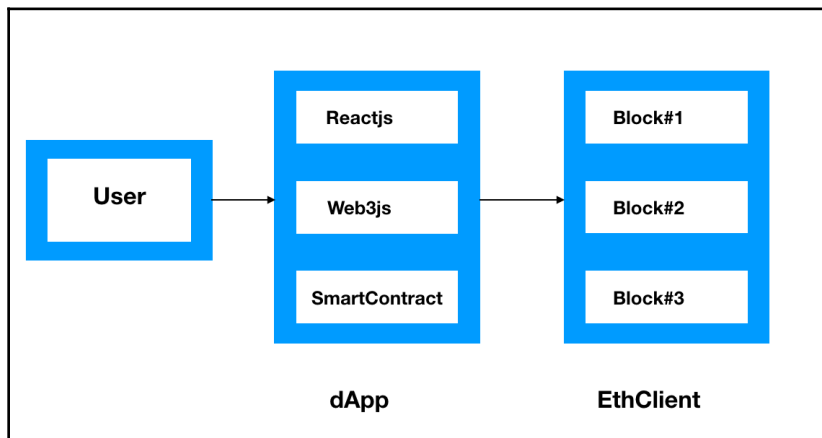 User
Reactjs
Web3js
SmartContract
dApp
Block#1
Block#2
Block#3
EthClient